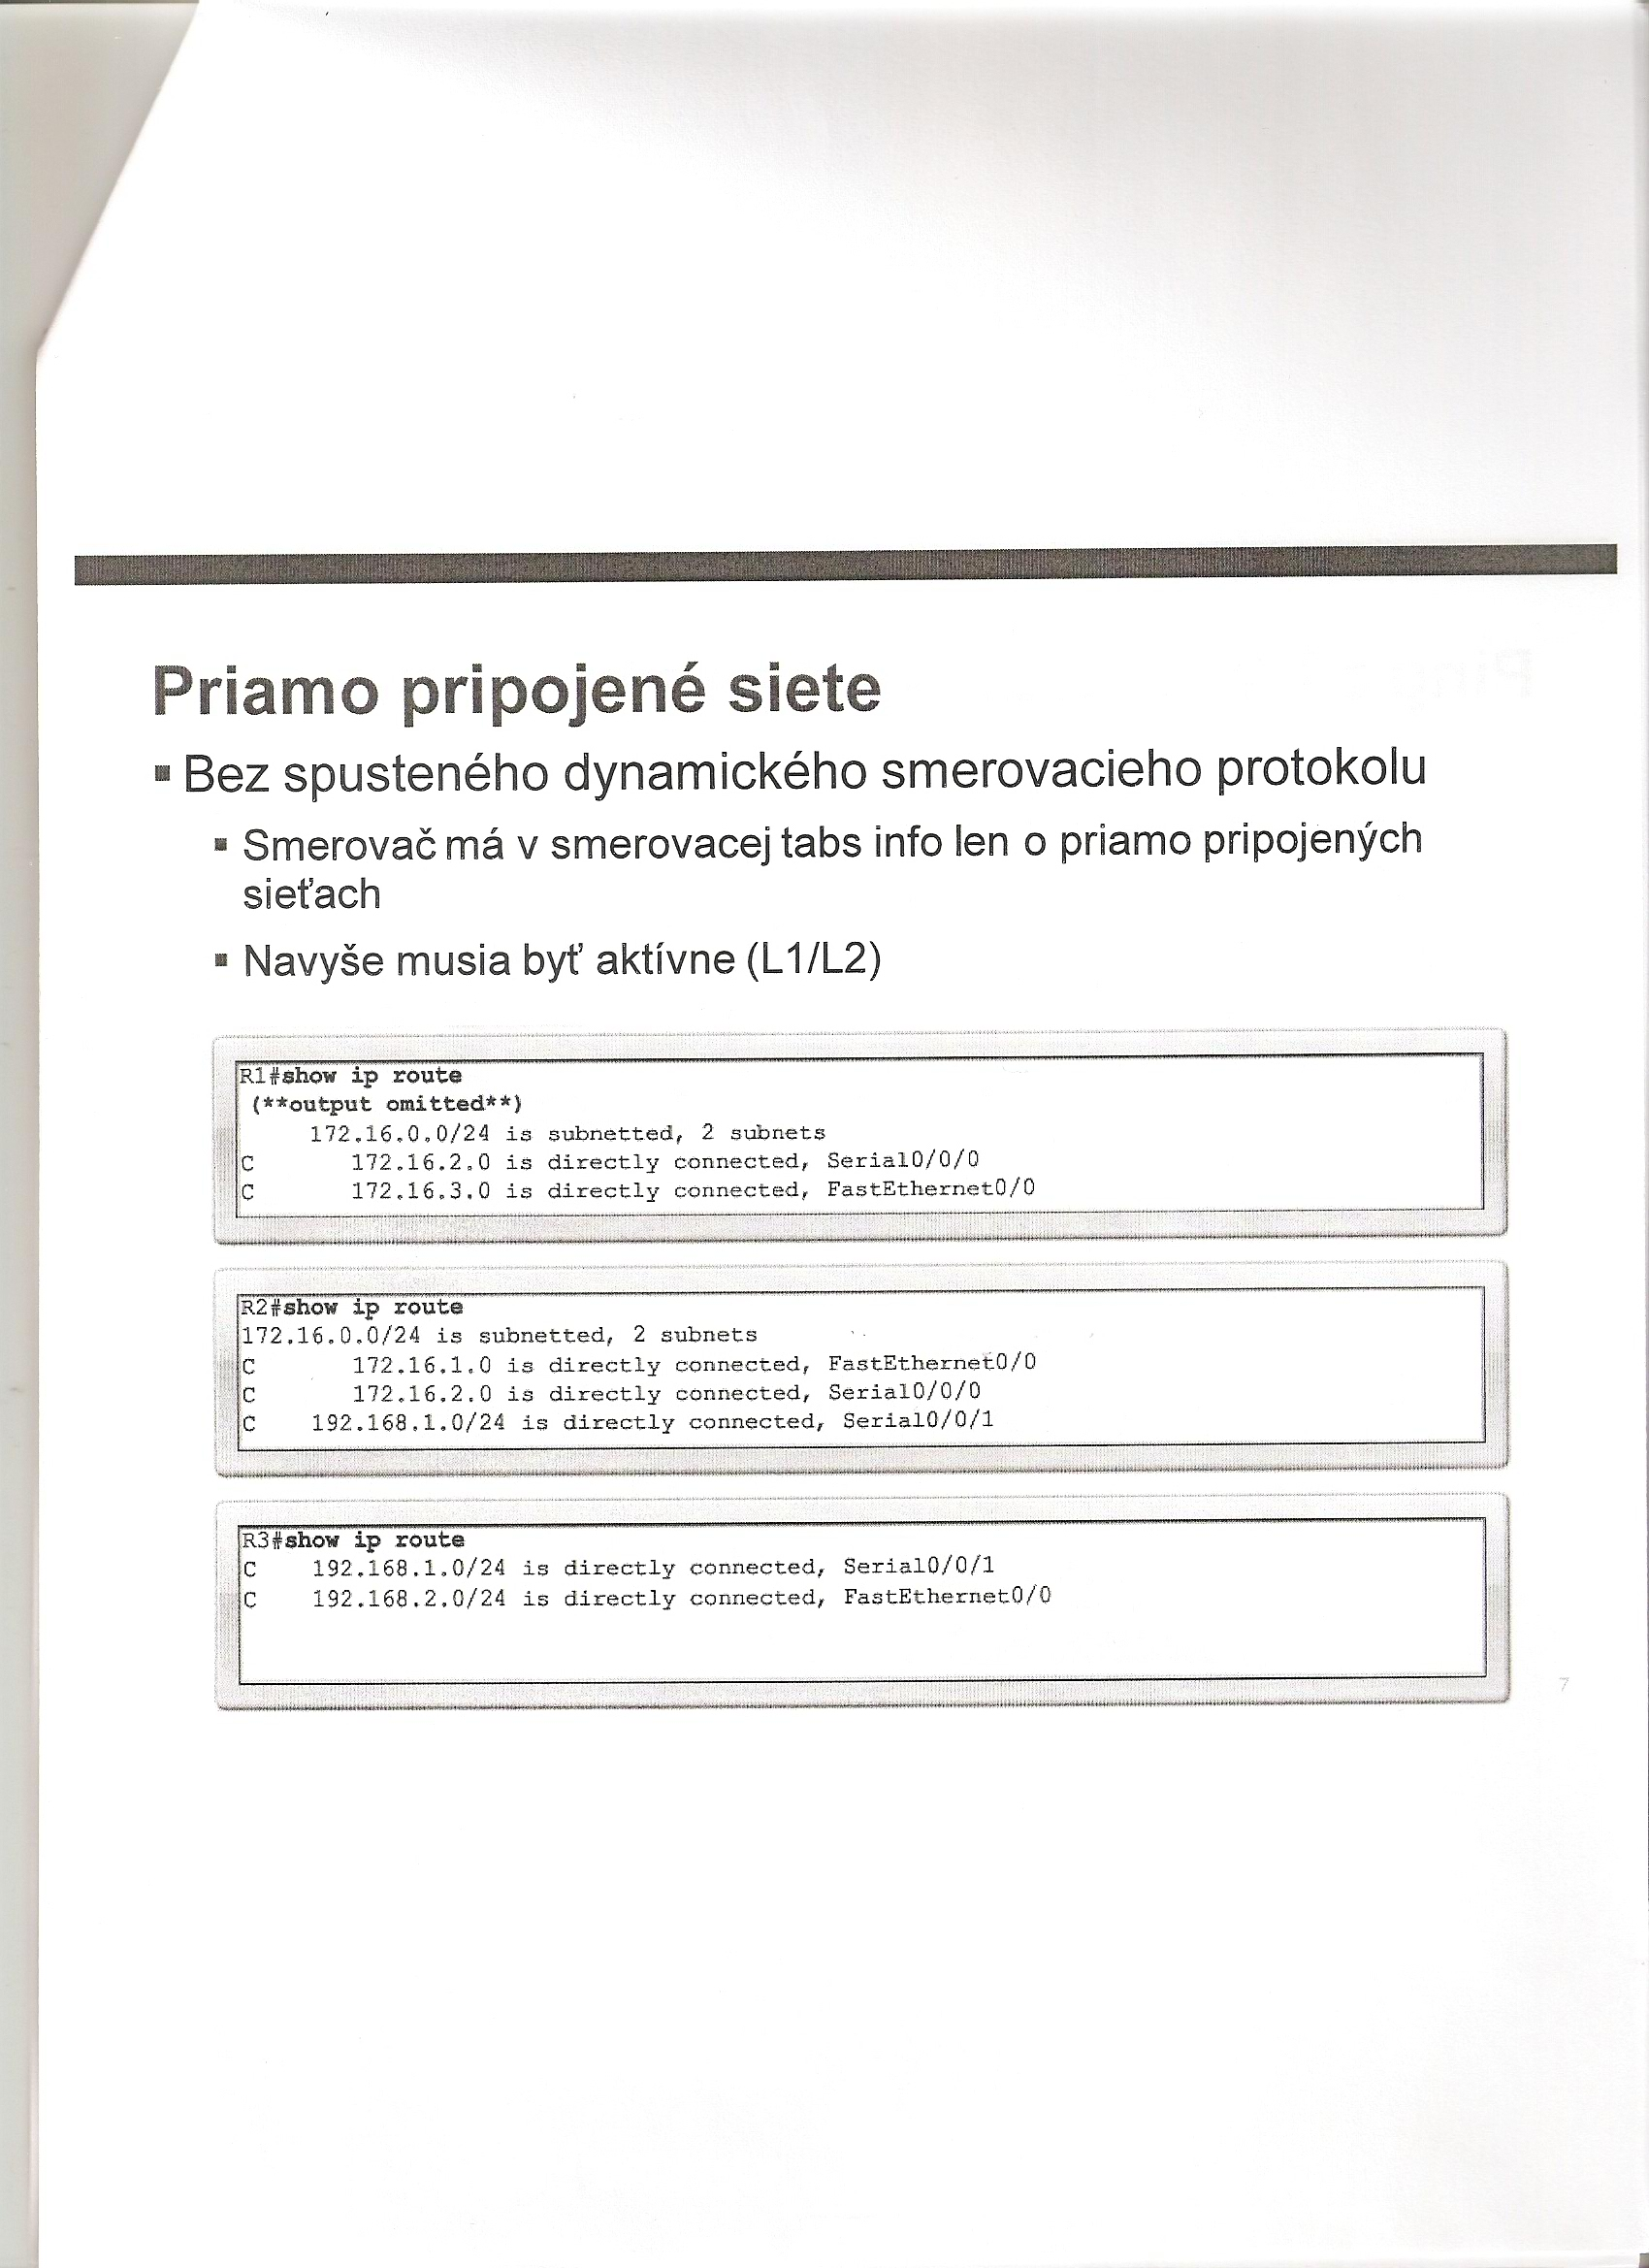 Priamo pripojené siete
▪ Bez spusteného dynamického smerovacieho protokolu
▪ Smerovač má v smerovacej tabs info len o priamo pripojených
sieťach
▪ Navyše musia byť aktívne (L1/L2)
R1#show ip route
(**output omitted**)
172.16.0.0/24 is subnetted, 2 subnets
C 172.16.2.0 is directly connected, Serial0/0/0
C 172.16.3.0 is directly connected, FastEthernet0/0
R2#show ip route
172.16.0.0/24 is subnetted, 2 subnets
C 172.16.1.0 is directly connected, FastEthernet0/0
C 172.16.2.0 is directly connected, Serial0/0/0
C 192.168.1.0/24 is directly connected, Serial0/0/1
R3#show ip route
C 192.168.1.0/24 is directly connected, Serial0/0/1
C 192.168.2.0/24 is directly connected, FastEthernet0/0
7